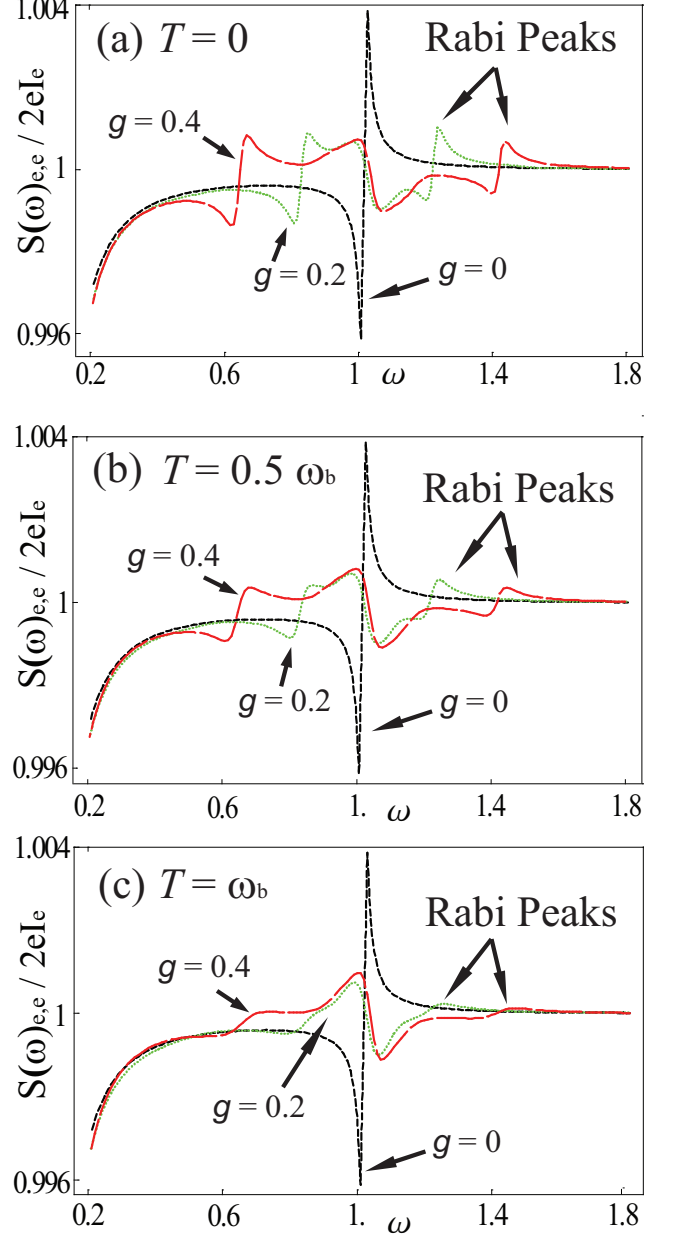 1.004
(a) T = 0
Rabi Peaks
g = 0.4
S(ω)e,e / 2eIe
1
g = 0.2
g = 0
0.996
0.2 0.6 1. ω 1.4 1.8
1.004
(b) T = 0.5 ωb
Rabi Peaks
g = 0.4
S(ω)e,e / 2eIe
1
g = 0.2
g = 0
0.996
0.2 0.6 1. ω 1.4 1.8
1.004
(c) T = ωb
Rabi Peaks
g = 0.4
S(ω)e,e / 2eIe
1
g = 0.2
g = 0
0.996
0.2 0.6 1. ω 1.4 1.8